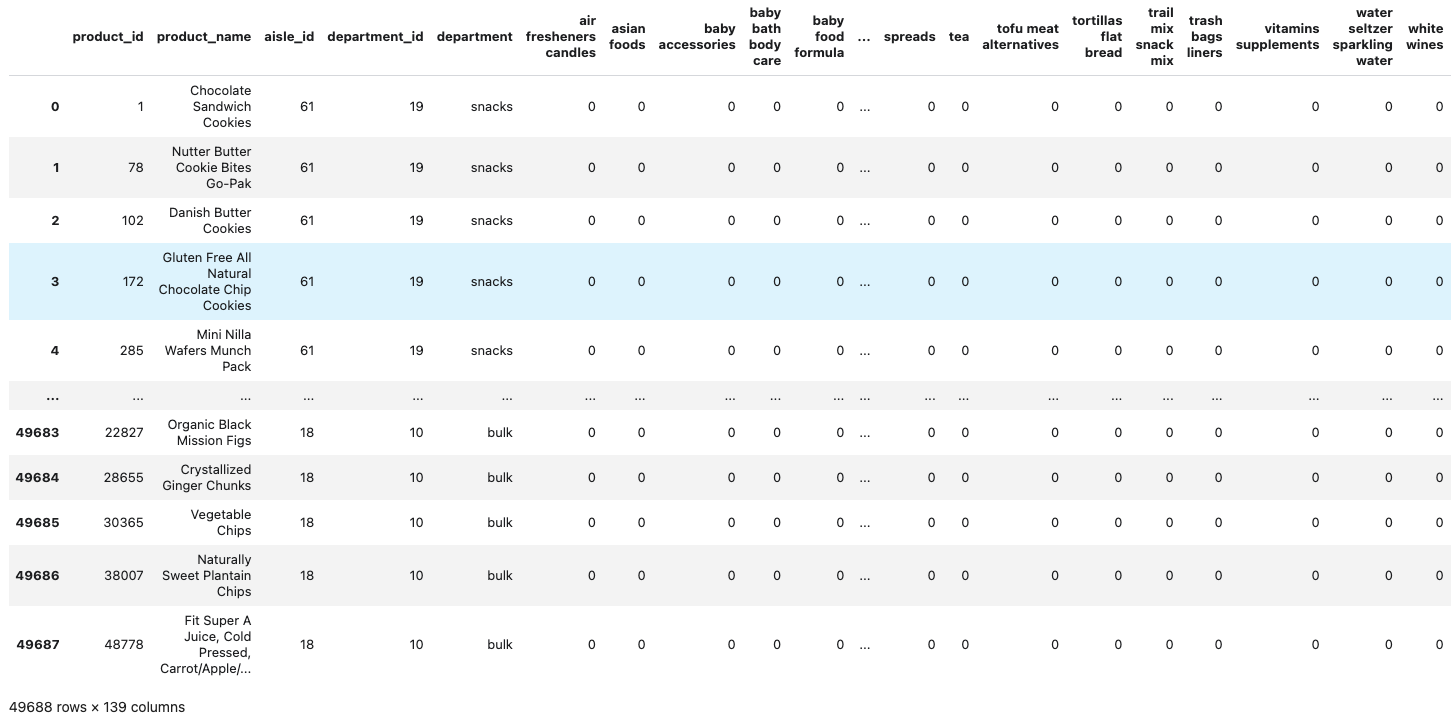 product_id product_name aisle_id department_id department air fresheners candles asian foods baby accessories baby bath body care baby food formula ... spreads tea tofu meat alternatives tortillas flat bread trail mix snack mix trash bags liners vitamins supplements water seltzer sparkling water white wines
0 1 Chocolate Sandwich Cookies 61 19 snacks 0 0 0 0 0 ... 0 0 0 0 0 0 0 0 0
1 78 Nutter Butter Cookie Bites Go-Pak 61 19 snacks 0 0 0 0 0 ... 0 0 0 0 0 0 0 0 0
2 102 Danish Butter Cookies 61 19 snacks 0 0 0 0 0 ... 0 0 0 0 0 0 0 0 0
3 172 Gluten Free All Natural Chocolate Chip Cookies 61 19 snacks 0 0 0 0 0 ... 0 0 0 0 0 0 0 0 0
4 285 Mini Nilla Wafers Munch Pack 61 19 snacks 0 0 0 0 0 ... 0 0 0 0 0 0 0 0 0
... ... ... ... ... ... ... ... ... ... ... ... ... ... ... ... ... ... ... ... ...
49683 22827 Organic Black Mission Figs 18 10 bulk 0 0 0 0 0 ... 0 0 0 0 0 0 0 0 0
49684 28655 Crystallized Ginger Chunks 18 10 bulk 0 0 0 0 0 ... 0 0 0 0 0 0 0 0 0
49685 30365 Vegetable Chips 18 10 bulk 0 0 0 0 0 ... 0 0 0 0 0 0 0 0 0
49686 38007 Naturally Sweet Plantain Chips 18 10 bulk 0 0 0 0 0 ... 0 0 0 0 0 0 0 0 0
49687 48778 Fit Super A Juice, Cold Pressed, Carrot/Apple/... 18 10 bulk 0 0 0 0 0 ... 0 0 0 0 0 0 0 0 0
49688 rows × 139 columns